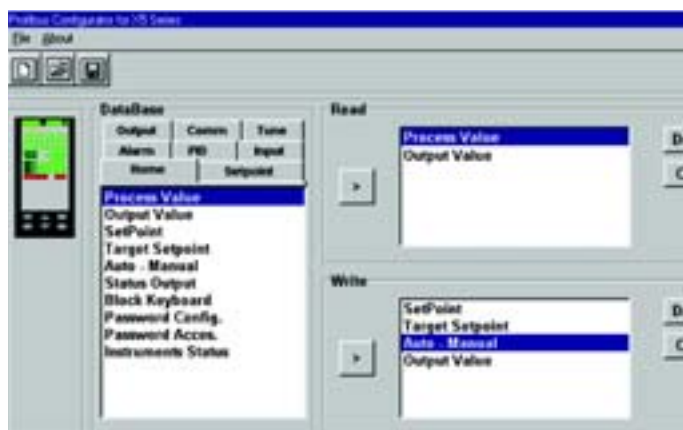 Profibus Configurator for X5 Series
File About
DataBase
Output Comm Tune
Alarm PID Input
Home Setpoint
Process Value
Output Value
SetPoint
Target Setpoint
Auto - Manual
Status Output
Block Keyboard
Password Config.
Password Acces.
Instruments Status
Read
>
Process Value
Output Value
D
C
Write
>
SetPoint
Target Setpoint
Auto - Manual
Output Value
D
C